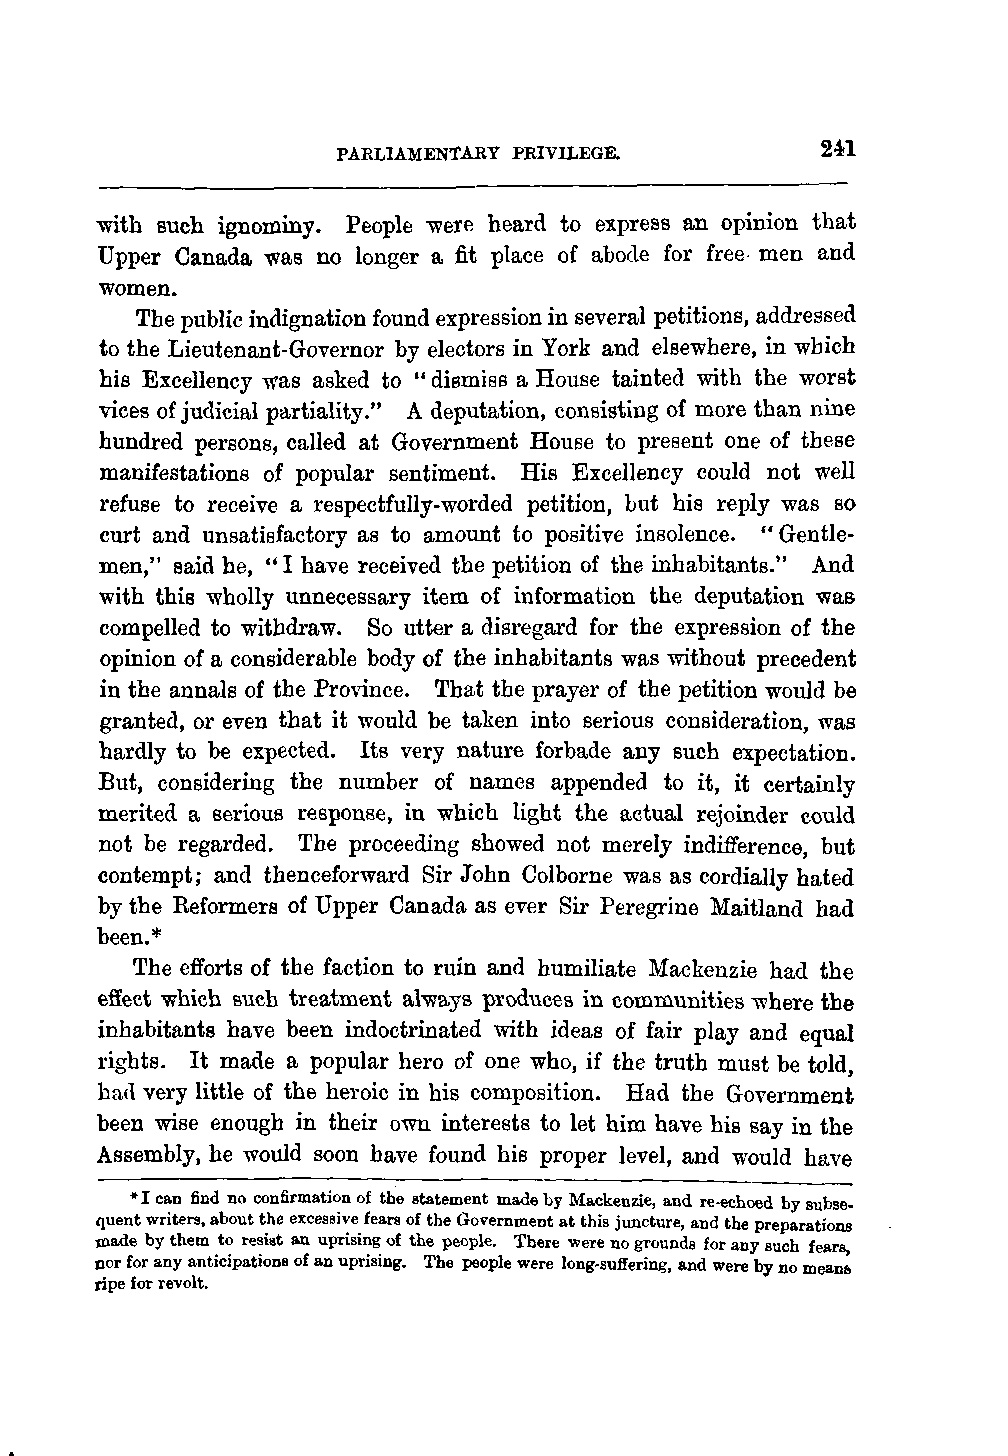 PARLIAMENTARY PRIVILEGE. 241
with such ignominy. People were heard to express an opinion that
Upper Canada was no longer a fit place of abode for free men and
women.
The public indignation found expression in several petitions, addressed
to the Lieutenant-Governor by electors in York and elsewhere, in which
his Excellency was asked to "dismiss a House tainted with the worst
vices of judicial partiality." A deputation, consisting of more than nine
hundred persons, called at Government House to present one of these
manifestations of popular sentiment. His Excellency could not well
refuse to receive a respectfully-worded petition, but his reply was so
curt and unsatisfactory as to amount to positive insolence. "Gentle-
men," said he, "I have received the petition of the inhabitants." And
with this wholly unnecessary item of information the deputation was
compelled to withdraw. So utter a disregard for the expression of the
opinion of a considerable body of the inhabitants was without precedent
in the annals of the Province. That the prayer of the petition would be
granted, or even that it would be taken into serious consideration, was
hardly to be expected. Its very nature forbade any such expectation.
But, considering the number of names appended to it, it certainly
merited a serious response, in which light the actual rejoinder could
not be regarded. The proceeding showed not merely indifference, but
contempt; and thenceforward Sir John Colborne was as cordially hated
by the Reformers of Upper Canada as ever Sir Peregrine Maitland had
been.*
The efforts of the faction to ruin and humiliate Mackenzie had the
effect which such treatment always produces in communities where the
inhabitants have been indoctrinated with ideas of fair play and equal
rights. It made a popular hero of one who, if the truth must be told,
had very little of the heroic in his composition. Had the Government
been wise enough in their own interests to let him have his say in the
Assembly, he would soon have found his proper level, and would have
*I can find no confirmation of the statement made by Mackenzie, and re-echoed by subse-
quent writers, about the excessive fears of the Government at this juncture, and the preparations
made by them to resist an uprising of the people. There were no grounds for any such fears,
nor for any anticipations of an uprising. The people were long-suffering, and were by no means
ripe for revolt.